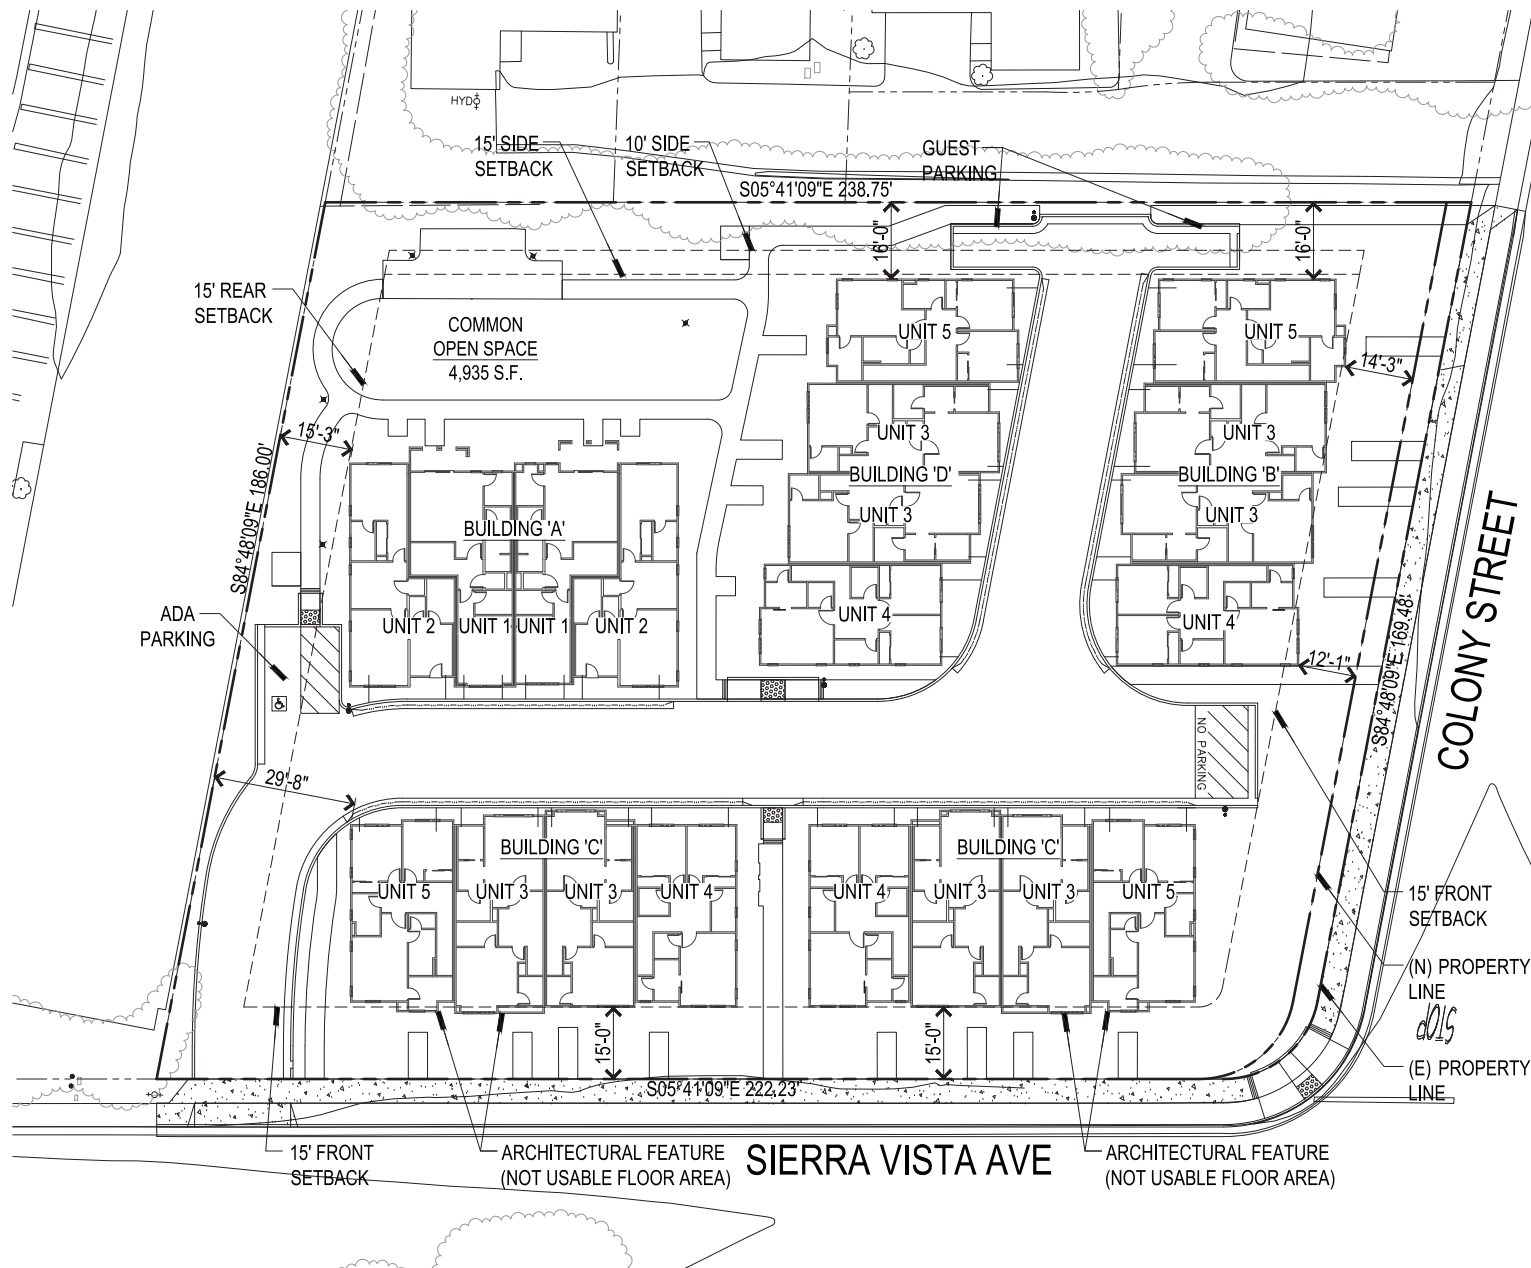 HYD
15' SIDE
SETBACK
10' SIDE
SETBACK
GUEST
PARKING
S05°41'09"E 238.75'
16'-0"
16'-0"
15' REAR
SETBACK
COMMON
OPEN SPACE
4,935 S.F.
UNIT 5
UNIT 5
14'-3"
15'-3"
UNIT 3
UNIT 3
BUILDING 'D'
BUILDING 'B'
S84°48'09"E 186.00'
BUILDING 'A'
UNIT 3
UNIT 3
COLONY STREET
ADA
PARKING
UNIT 2
UNIT 1
UNIT 1
UNIT 2
UNIT 4
UNIT 4
12'-1"
S84°48'09"E 169.48'
NO PARKING
29'-8"
BUILDING 'C'
BUILDING 'C'
UNIT 5
UNIT 3
UNIT 3
UNIT 4
UNIT 4
UNIT 3
UNIT 3
UNIT 5
15' FRONT
SETBACK
(N) PROPERTY
LINE
STOP
15'-0"
15'-0"
(E) PROPERTY
LINE
S05°41'09"E 222.23'
15' FRONT
SETBACK
ARCHITECTURAL FEATURE
(NOT USABLE FLOOR AREA)
SIERRA VISTA AVE
ARCHITECTURAL FEATURE
(NOT USABLE FLOOR AREA)